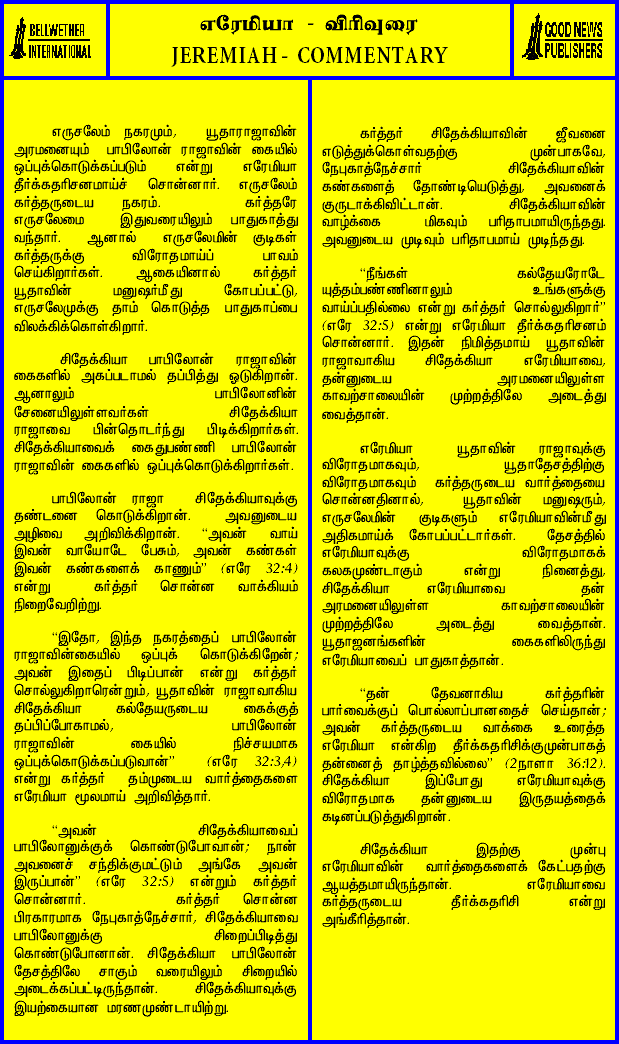 BELLWETHER
INTERNATIONAL
எரேமியா - விரிவுரை
JEREMIAH - COMMENTARY
GOOD NEWS
PUBLISHERS
எருசலேம் நகரமும், யூதாராஜாவின்
அரமனையும் பாபிலோன் ராஜாவின் கையில்
ஒப்புக்கொடுக்கப்படும் என்று எரேமியா
தீர்க்கதரிசனமாய்ச் சொன்னார். எருசலேம்
கர்த்தருடைய நகரம். கர்த்தரே
எருசலேமை இதுவரையிலும் பாதுகாத்து
வந்தார். ஆனால் எருசலேமின் குடிகள்
கர்த்தருக்கு விரோதமாய்ப் பாவம்
செய்கிறார்கள். ஆகையினால் கர்த்தர்
யூதாவின் மனுஷர்மீது கோபப்பட்டு,
எருசலேமுக்கு தாம் கொடுத்த பாதுகாப்பை
விலக்கிக்கொள்கிறார்.
சிதேக்கியா பாபிலோன் ராஜாவின்
கைகளில் அகப்படாமல் தப்பித்து ஓடுகிறான்.
ஆனாலும் பாபிலோனின்
சேனையிலுள்ளவர்கள் சிதேக்கியா
ராஜாவை பின்தொடர்ந்து பிடிக்கிறார்கள்.
சிதேக்கியாவைக் கைதுபண்ணி பாபிலோன்
ராஜாவின் கைகளில் ஒப்புக்கொடுக்கிறார்கள்.
பாபிலோன் ராஜா சிதேக்கியாவுக்கு
தண்டனை கொடுக்கிறான். அவனுடைய
அழிவை அறிவிக்கிறான். “அவன் வாய்
இவன் வாயோடே பேசும், அவன் கண்கள்
இவன் கண்களைக் காணும்” (எரே 32:4)
என்று கர்த்தர் சொன்ன வாக்கியம்
நிறைவேறிற்று.
“இதோ, இந்த நகரத்தைப் பாபிலோன்
ராஜாவின்கையில் ஒப்புக் கொடுக்கிறேன்;
அவன் இதைப் பிடிப்பான் என்று கர்த்தர்
சொல்லுகிறாரென்றும், யூதாவின் ராஜாவாகிய
சிதேக்கியா கல்தேயருடைய கைக்குத்
தப்பிப்போகாமல், பாபிலோன்
ராஜாவின் கையில் நிச்சயமாக
ஒப்புக்கொடுக்கப்படுவான்” (எரே 32:3,4)
என்று கர்த்தர் தம்முடைய வார்த்தைகளை
எரேமியா மூலமாய் அறிவித்தார்.
“அவன் சிதேக்கியாவைப்
பாபிலோனுக்குக் கொண்டுபோவான்; நான்
அவனைச் சந்திக்குமட்டும் அங்கே அவன்
இருப்பான்” (எரே 32:5) என்றும் கர்த்தர்
சொன்னார். கர்த்தர் சொன்ன
பிரகாரமாக நேபுகாத்நேச்சார், சிதேக்கியாவை
பாபிலோனுக்கு சிறைப்பிடித்து
கொண்டுபோனான். சிதேக்கியா பாபிலோன்
தேசத்திலே சாகும் வரையிலும் சிறையில்
அடைக்கப்பட்டிருந்தான். சிதேக்கியாவுக்கு
இயற்கையான மரணமுண்டாயிற்று.
கர்த்தர் சிதேக்கியாவின் ஜீவனை
எடுத்துக்கொள்வதற்கு முன்பாகவே,
நேபுகாத்நேச்சார் சிதேக்கியாவின்
கண்களைத் தோண்டியெடுத்து, அவனைக்
குருடாக்கிவிட்டான். சிதேக்கியாவின்
வாழ்க்கை மிகவும் பரிதாபமாயிருந்தது.
அவனுடைய முடிவும் பரிதாபமாய் முடிந்தது.
“நீங்கள் கல்தேயரோடே
யுத்தம்பண்ணினாலும் உங்களுக்கு
வாய்ப்பதில்லை என்று கர்த்தர் சொல்லுகிறார்”
(எரே 32:5) என்று எரேமியா தீர்க்கதரிசனம்
சொன்னார். இதன் நிமித்தமாய் யூதாவின்
ராஜாவாகிய சிதேக்கியா எரேமியாவை,
தன்னுடைய அரமனையிலுள்ள
காவற்சாலையின் முற்றத்திலே அடைத்து
வைத்தான்.
எரேமியா யூதாவின் ராஜாவுக்கு
விரோதமாகவும், யூதாதேசத்திற்கு
விரோதமாகவும் கர்த்தருடைய வார்த்தையை
சொன்னதினால், யூதாவின் மனுஷரும்,
எருசலேமின் குடிகளும் எரேமியாவின்மீது
அதிகமாய்க் கோபப்பட்டார்கள். தேசத்தில்
எரேமியாவுக்கு விரோதமாகக்
கலகமுண்டாகும் என்று நினைத்து,
சிதேக்கியா எரேமியாவை தன்
அரமனையிலுள்ள காவற்சாலையின்
முற்றத்திலே அடைத்து வைத்தான்.
யூதாஜனங்களின் கைகளிலிருந்து
எரேமியாவைப் பாதுகாத்தான்.
“தன் தேவனாகிய கர்த்தரின்
பார்வைக்குப் பொல்லாப்பானதைச் செய்தான்;
அவன் கர்த்தருடைய வாக்கை உரைத்த
எரேமியா என்கிற தீர்க்கதரிசிக்குமுன்பாகத்
தன்னைத் தாழ்த்தவில்லை” (2நாளா 36:12).
சிதேக்கியா இப்போது எரேமியாவுக்கு
விரோதமாக தன்னுடைய இருதயத்தைக்
கடினப்படுத்துகிறான்.
சிதேக்கியா இதற்கு முன்பு
எரேமியாவின் வார்த்தைகளைக் கேட்பதற்கு
ஆயத்தமாயிருந்தான். எரேமியாவை
கர்த்தருடைய தீர்க்கதரிசி என்று
அங்கீரித்தான்.